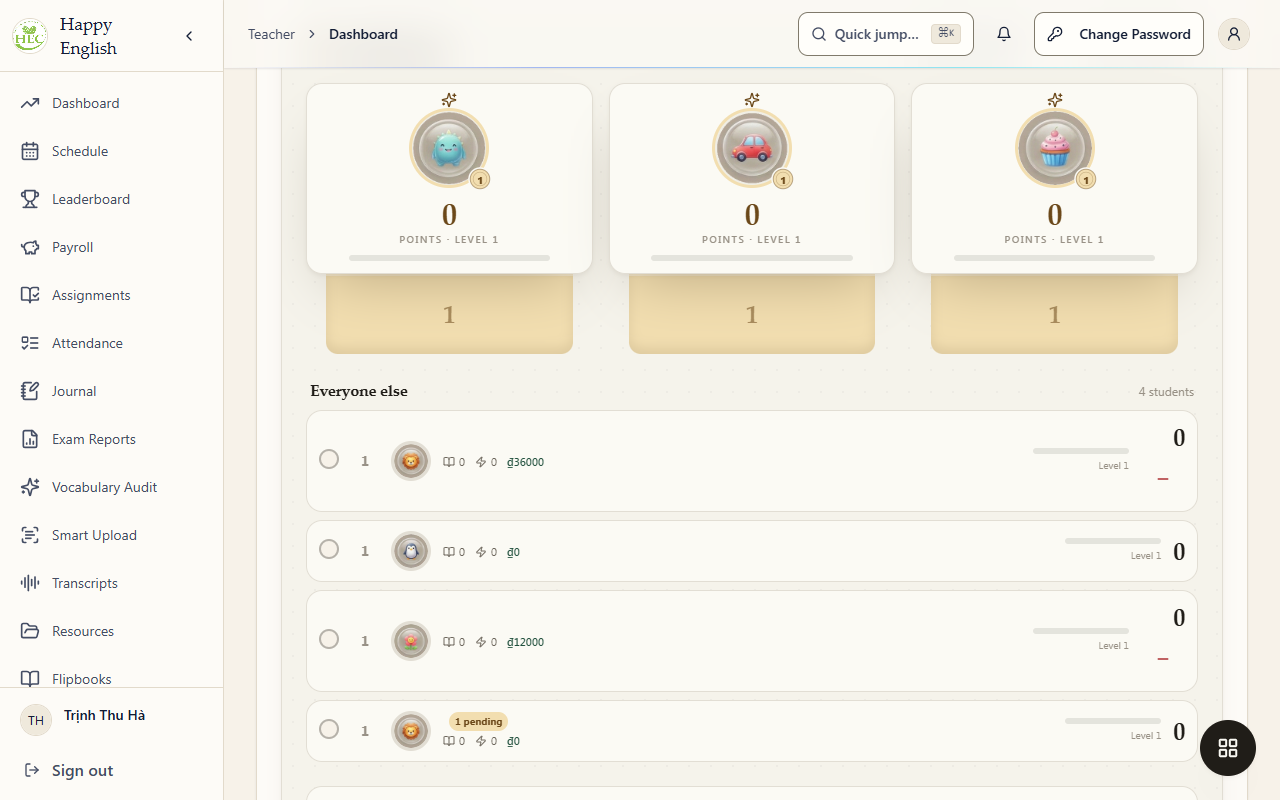 HEC
Happy
English
Teacher
Dashboard
Quick jump...
⌘K
Change Password
Dashboard
Schedule
Leaderboard
Payroll
Assignments
Attendance
Journal
Exam Reports
Vocabulary Audit
Smart Upload
Transcripts
Resources
Flipbooks
TH
Trịnh Thu Hà
Sign out
1
0
POINTS · LEVEL 1
1
1
0
POINTS · LEVEL 1
1
1
0
POINTS · LEVEL 1
1
Everyone else
4 students
1
0 0 ₫36000
Level 1
0
–
1
0 0 ₫0
Level 1
0
1
0 0 ₫12000
Level 1
0
–
1
1 pending
0 0 ₫0
Level 1
0